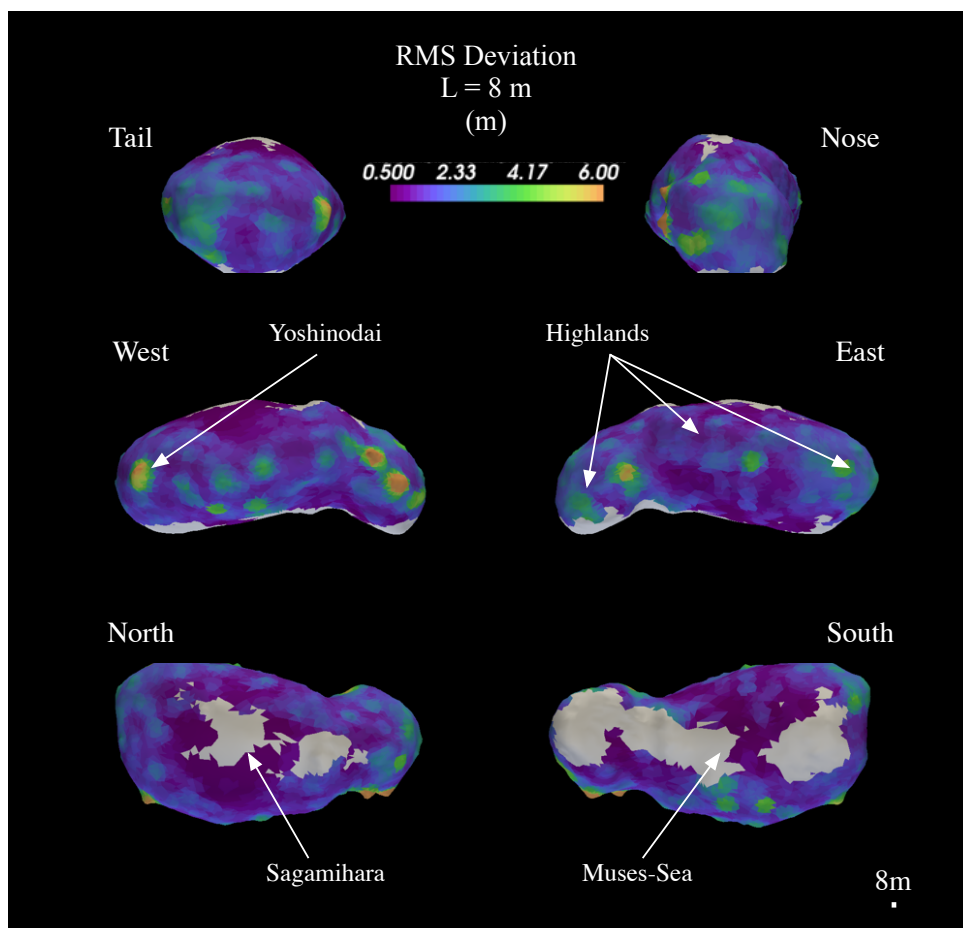 RMS Deviation
L = 8 m
(m)
Tail
Nose
0.500 2.33 4.17 6.00
Yoshinodai
Highlands
West
East
North
South
Sagamihara
Muses-Sea
8m